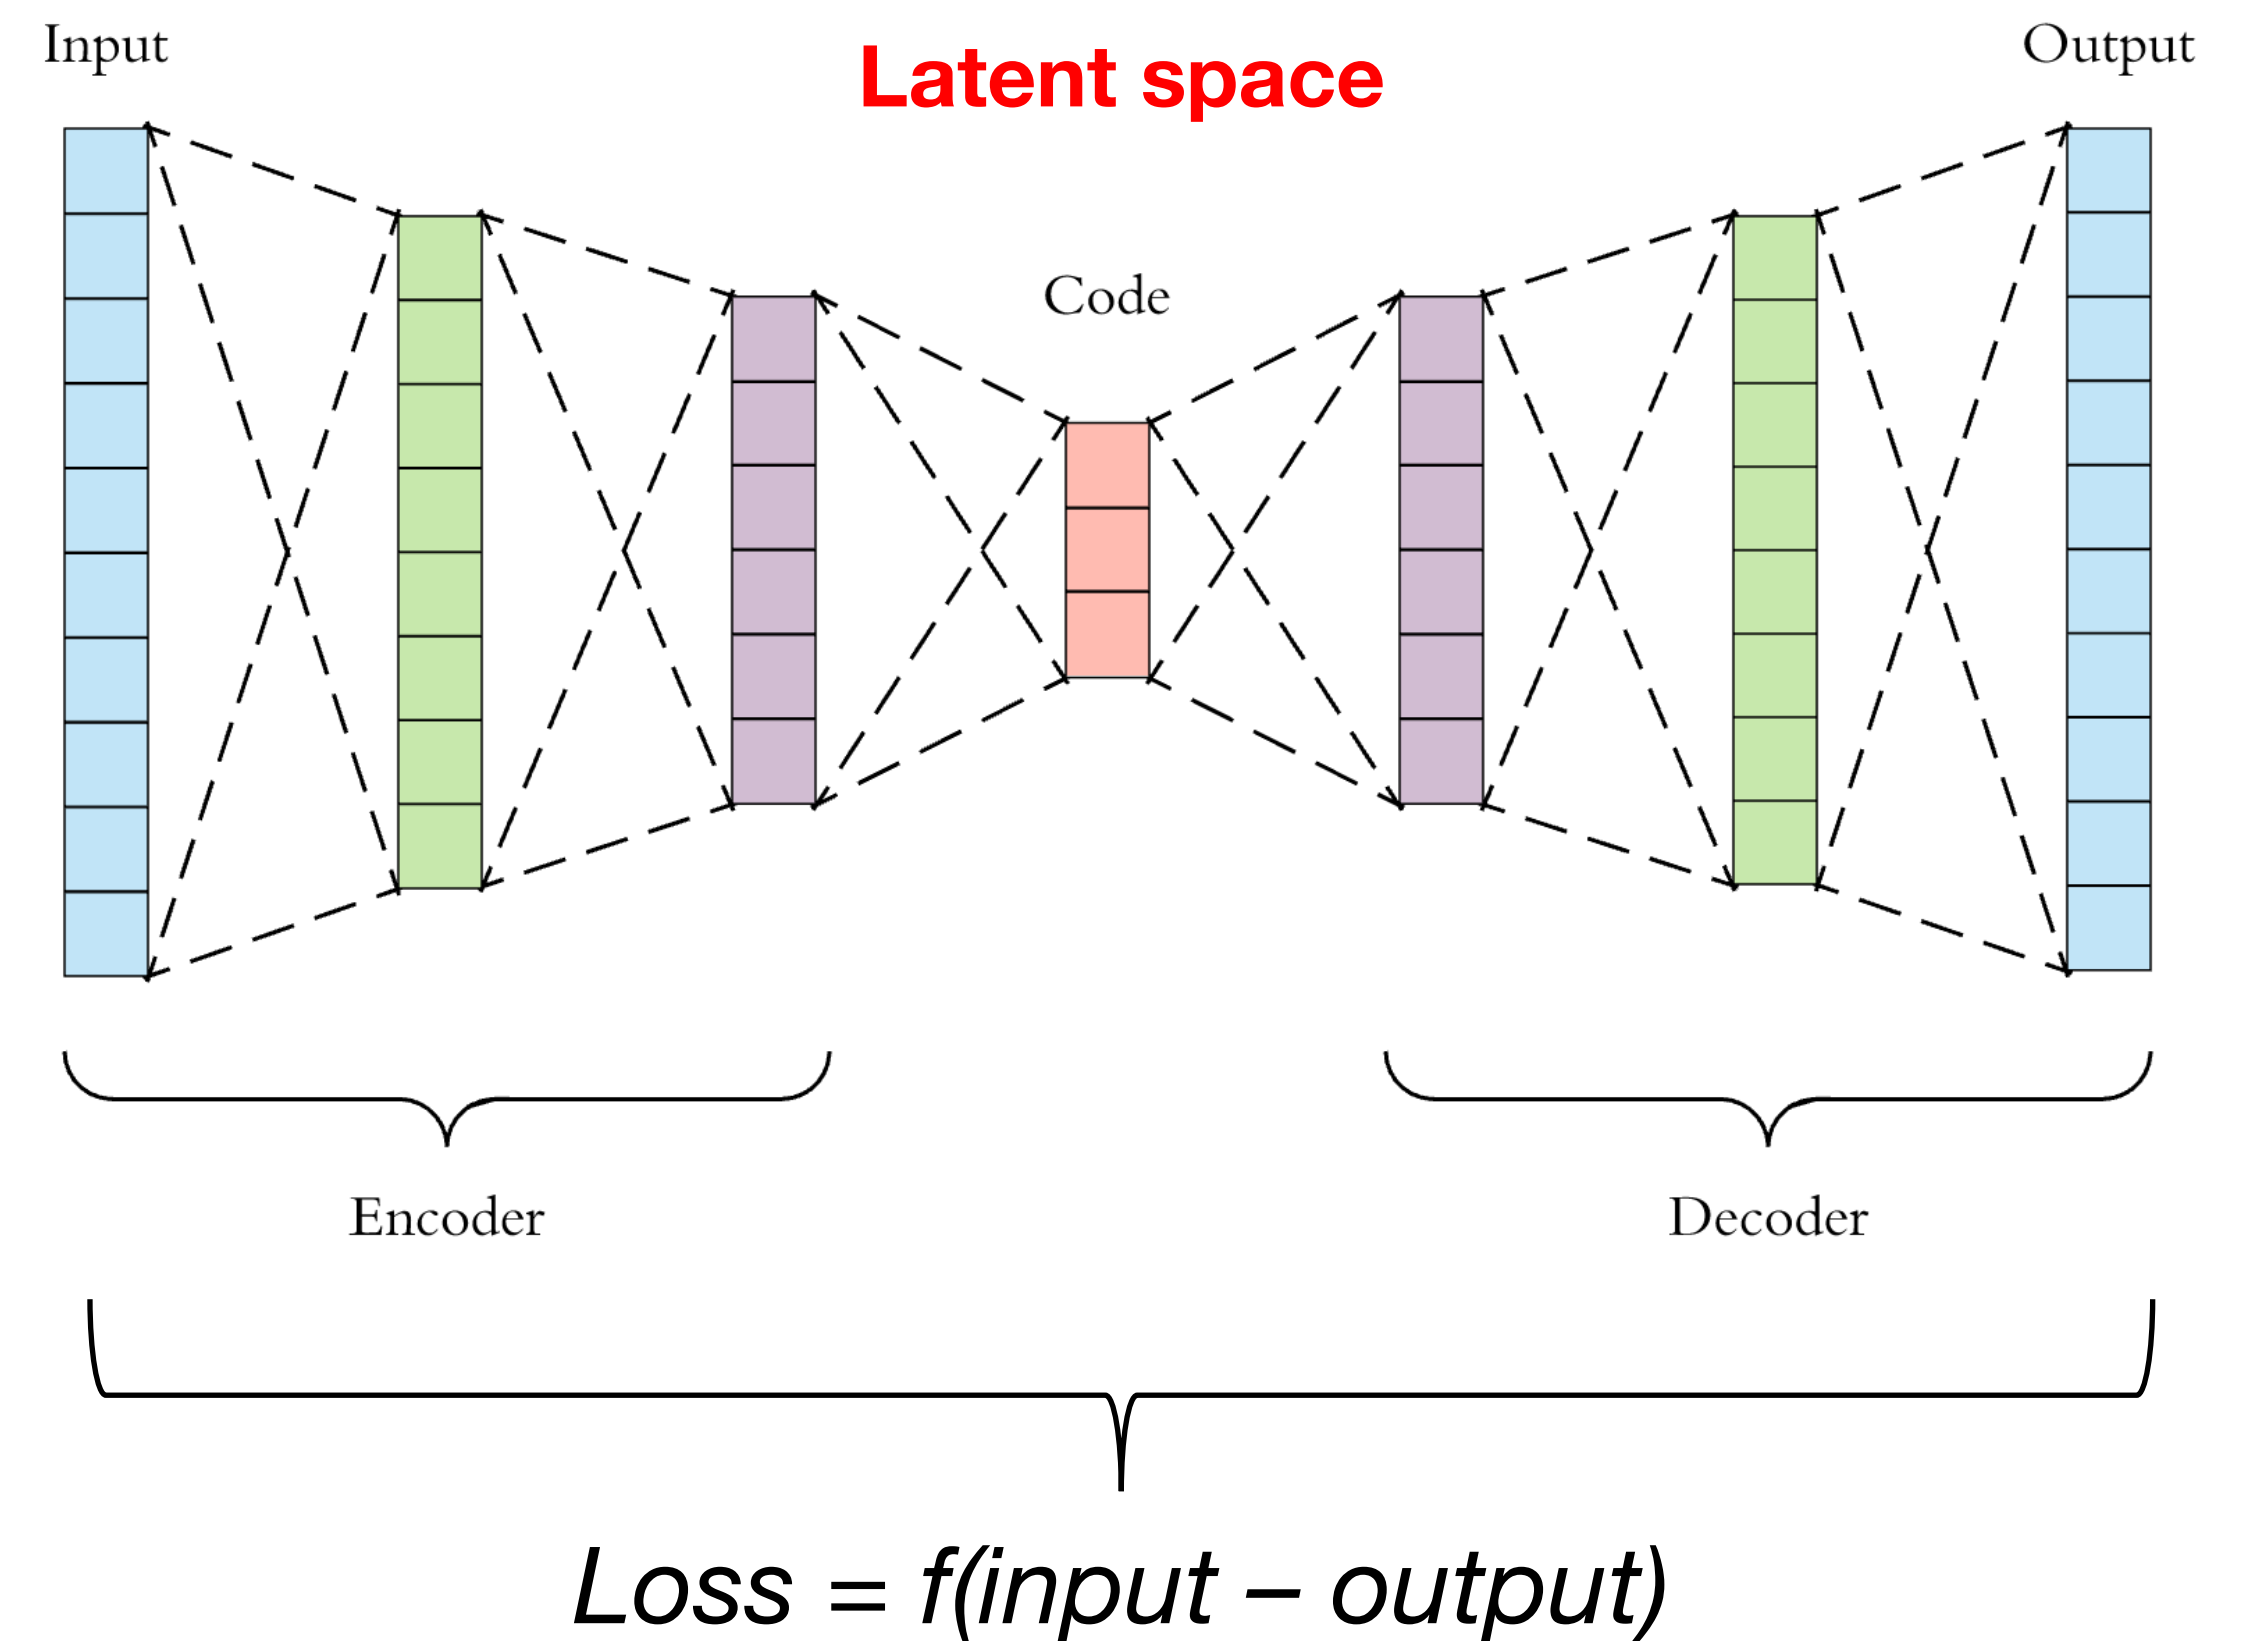 Input
Latent space
Output
Code
Encoder
Decoder
Loss = f(input – output)